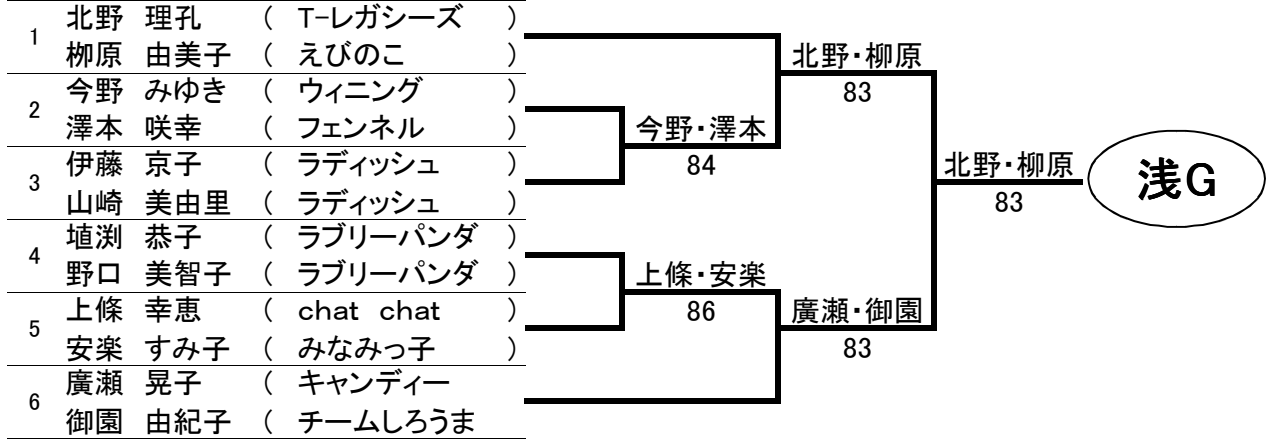 1 北野 理孔 ( T-レガシーズ )
栁原 由美子 ( えびのこ )
2 今野 みゆき ( ウィニング )
澤本 咲幸 ( フェンネル )
3 伊藤 京子 ( ラディッシュ )
山崎 美由里 ( ラディッシュ )
4 埴渕 恭子 ( ラブリーパンダ )
野口 美智子 ( ラブリーパンダ )
5 上條 幸恵 ( chat chat )
安楽 すみ子 ( みなみっ子 )
6 廣瀬 晃子 ( キャンディー
御園 由紀子 ( チームしろうま
今野・澤本
84
上條・安楽
86
北野・柳原
83
廣瀬・御園
83
北野・柳原
83
浅G